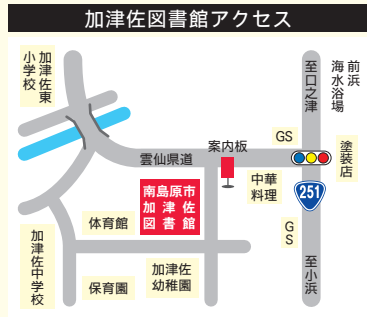 加津佐図書館アクセス
加津佐東
小学校
至口之津
前浜
海水浴場
GS
案内板
塗装店
雲仙県道
中華
料理
251
南島原市
加津佐
図書館
体育館
GS
加津佐中学校
加津佐
幼稚園
保育園
至小浜